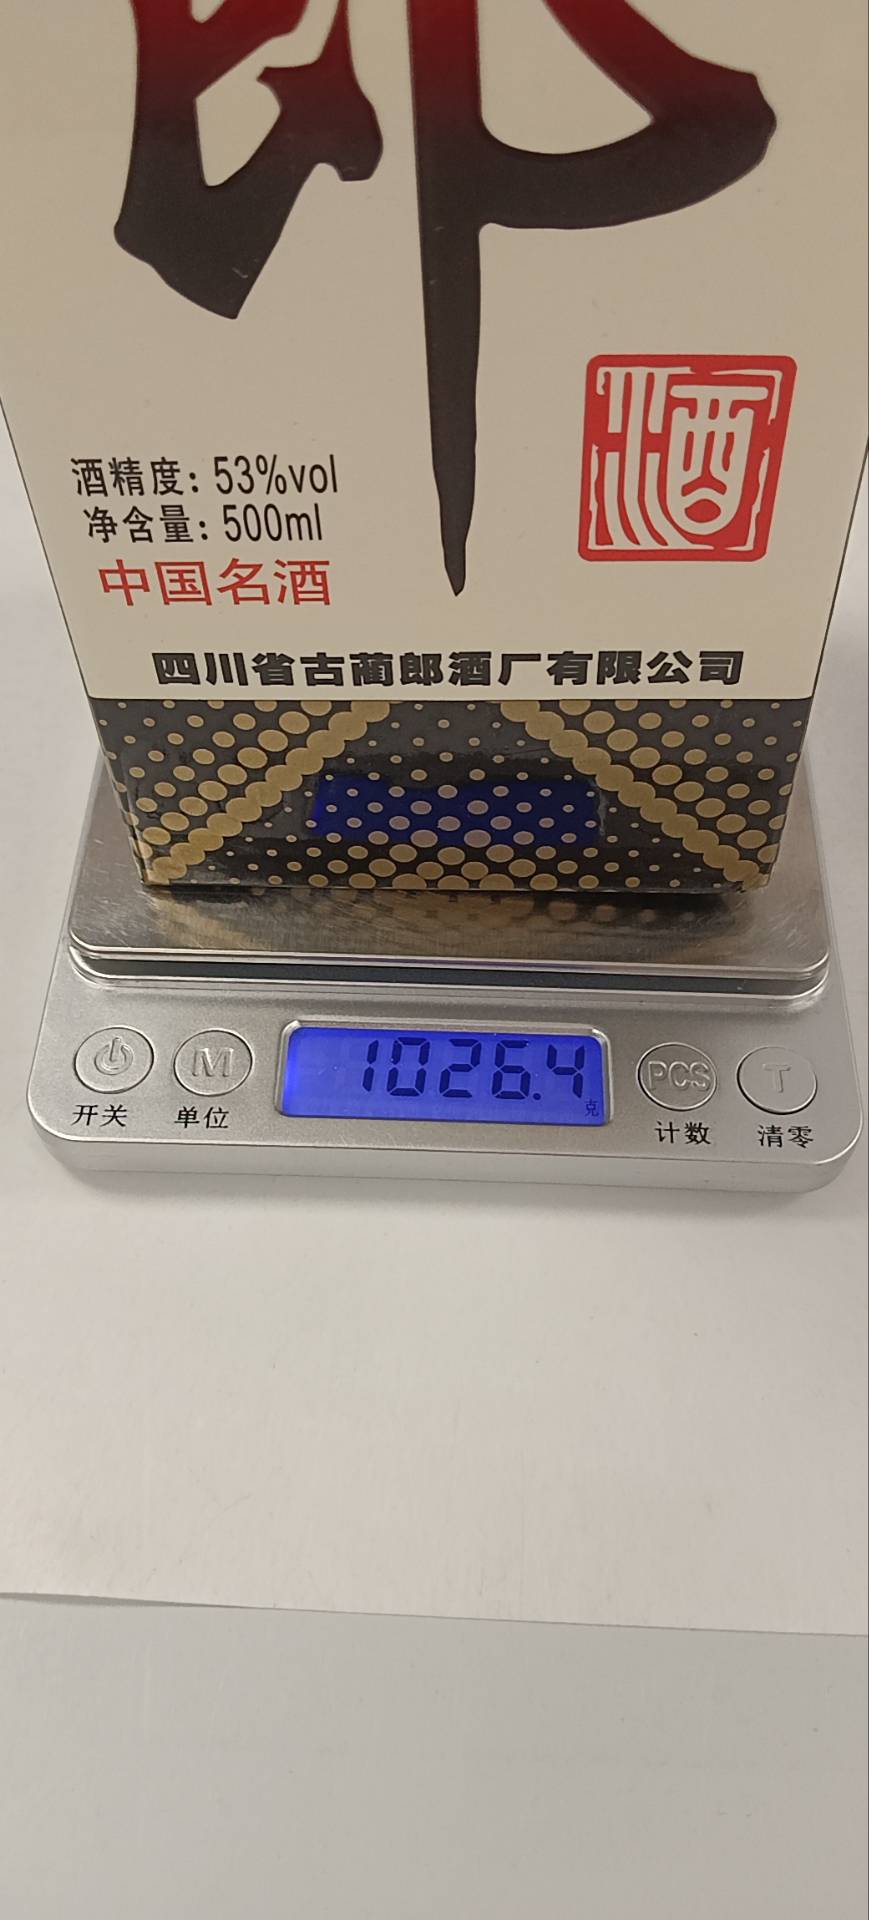 郎
酒
酒精度: 53%vol
净含量: 500ml
中国名酒
四川省古蔺郎酒厂有限公司
1026.4
克
M
PCS
T
开关
单位
计数
清零